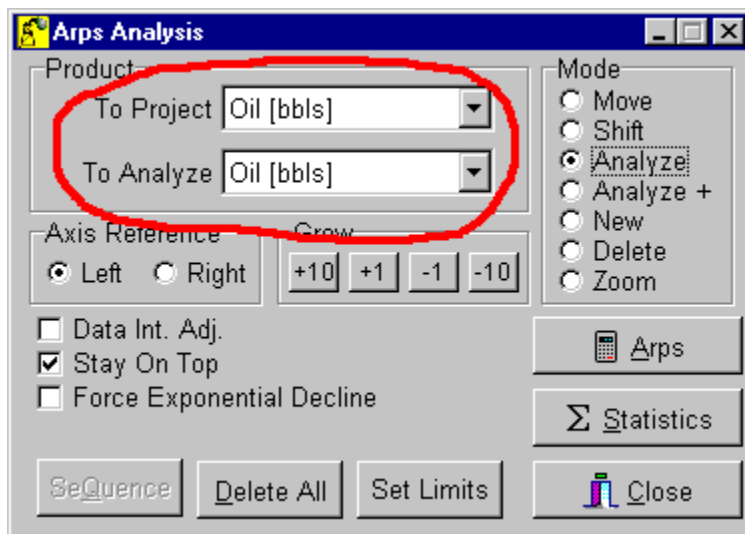 Arps Analysis
Product
To Project Oil [bbls]
To Analyze Oil [bbls]
Mode
Move
Shift
Analyze
Analyze +
New
Delete
Zoom
Axis Reference
Left Right
Grow
+10 +1 -1 -10
Data Int. Adj.
Stay On Top
Force Exponential Decline
Arps
Σ Statistics
SeQuence Delete All Set Limits Close